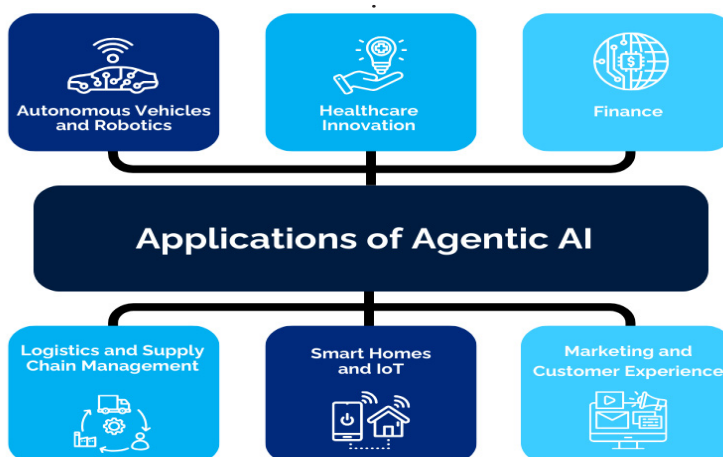 Autonomous Vehicles
and Robotics
Healthcare
Innovation
$
Finance
Applications of Agentic AI
Logistics and Supply
Chain Management
Smart Homes
and IoT
Marketing and
Customer Experience